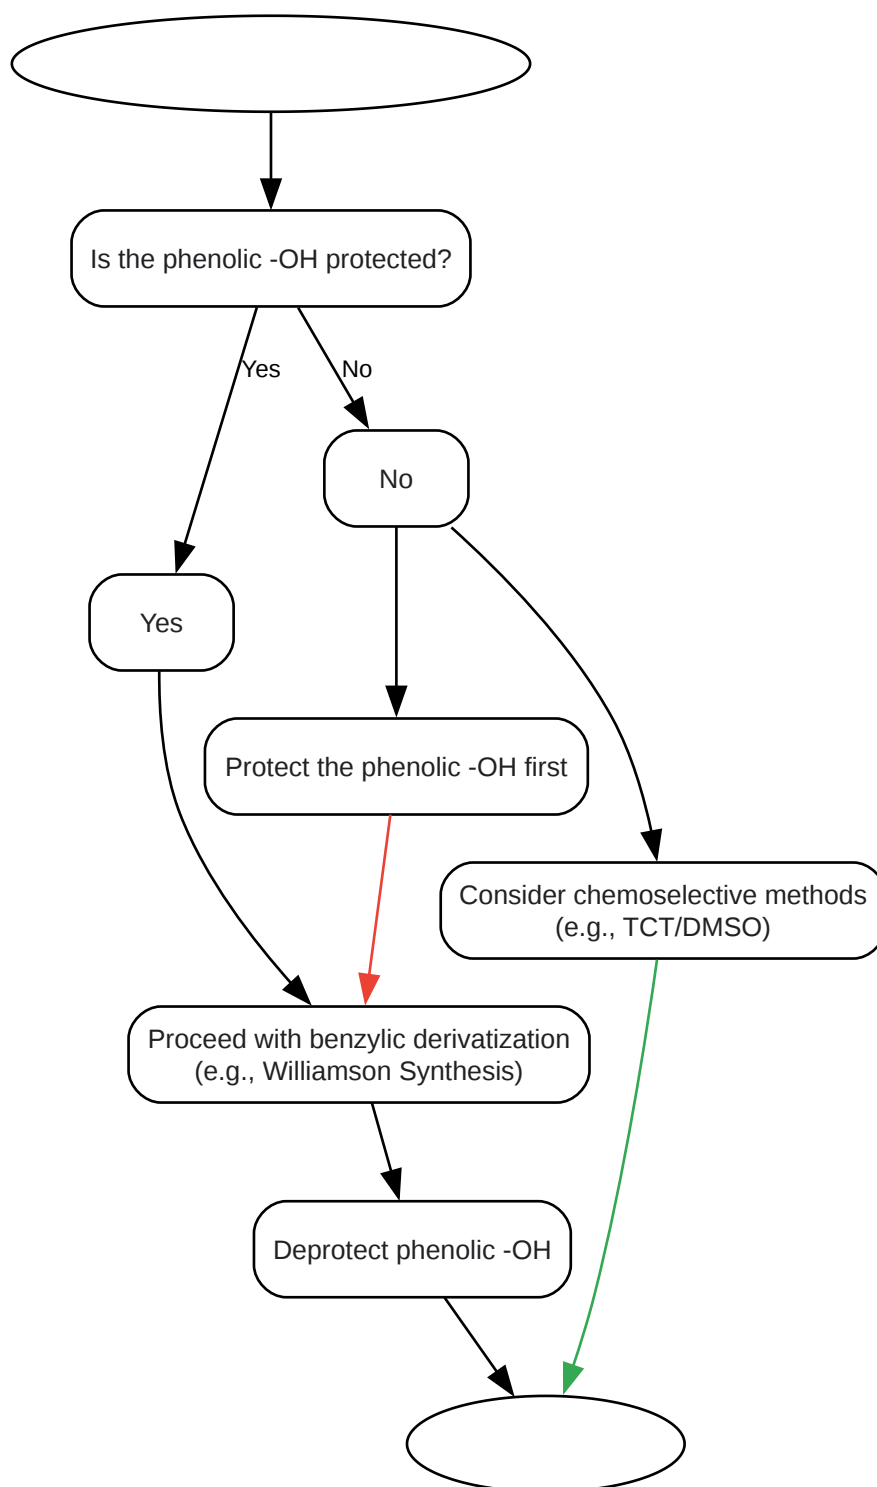 Is the phenolic -OH protected?
Yes
No
No
Yes
Protect the phenolic -OH first
Consider chemoselective methods
(e.g., TCT/DMSO)
Proceed with benzylic derivatization
(e.g., Williamson Synthesis)
Deprotect phenolic -OH